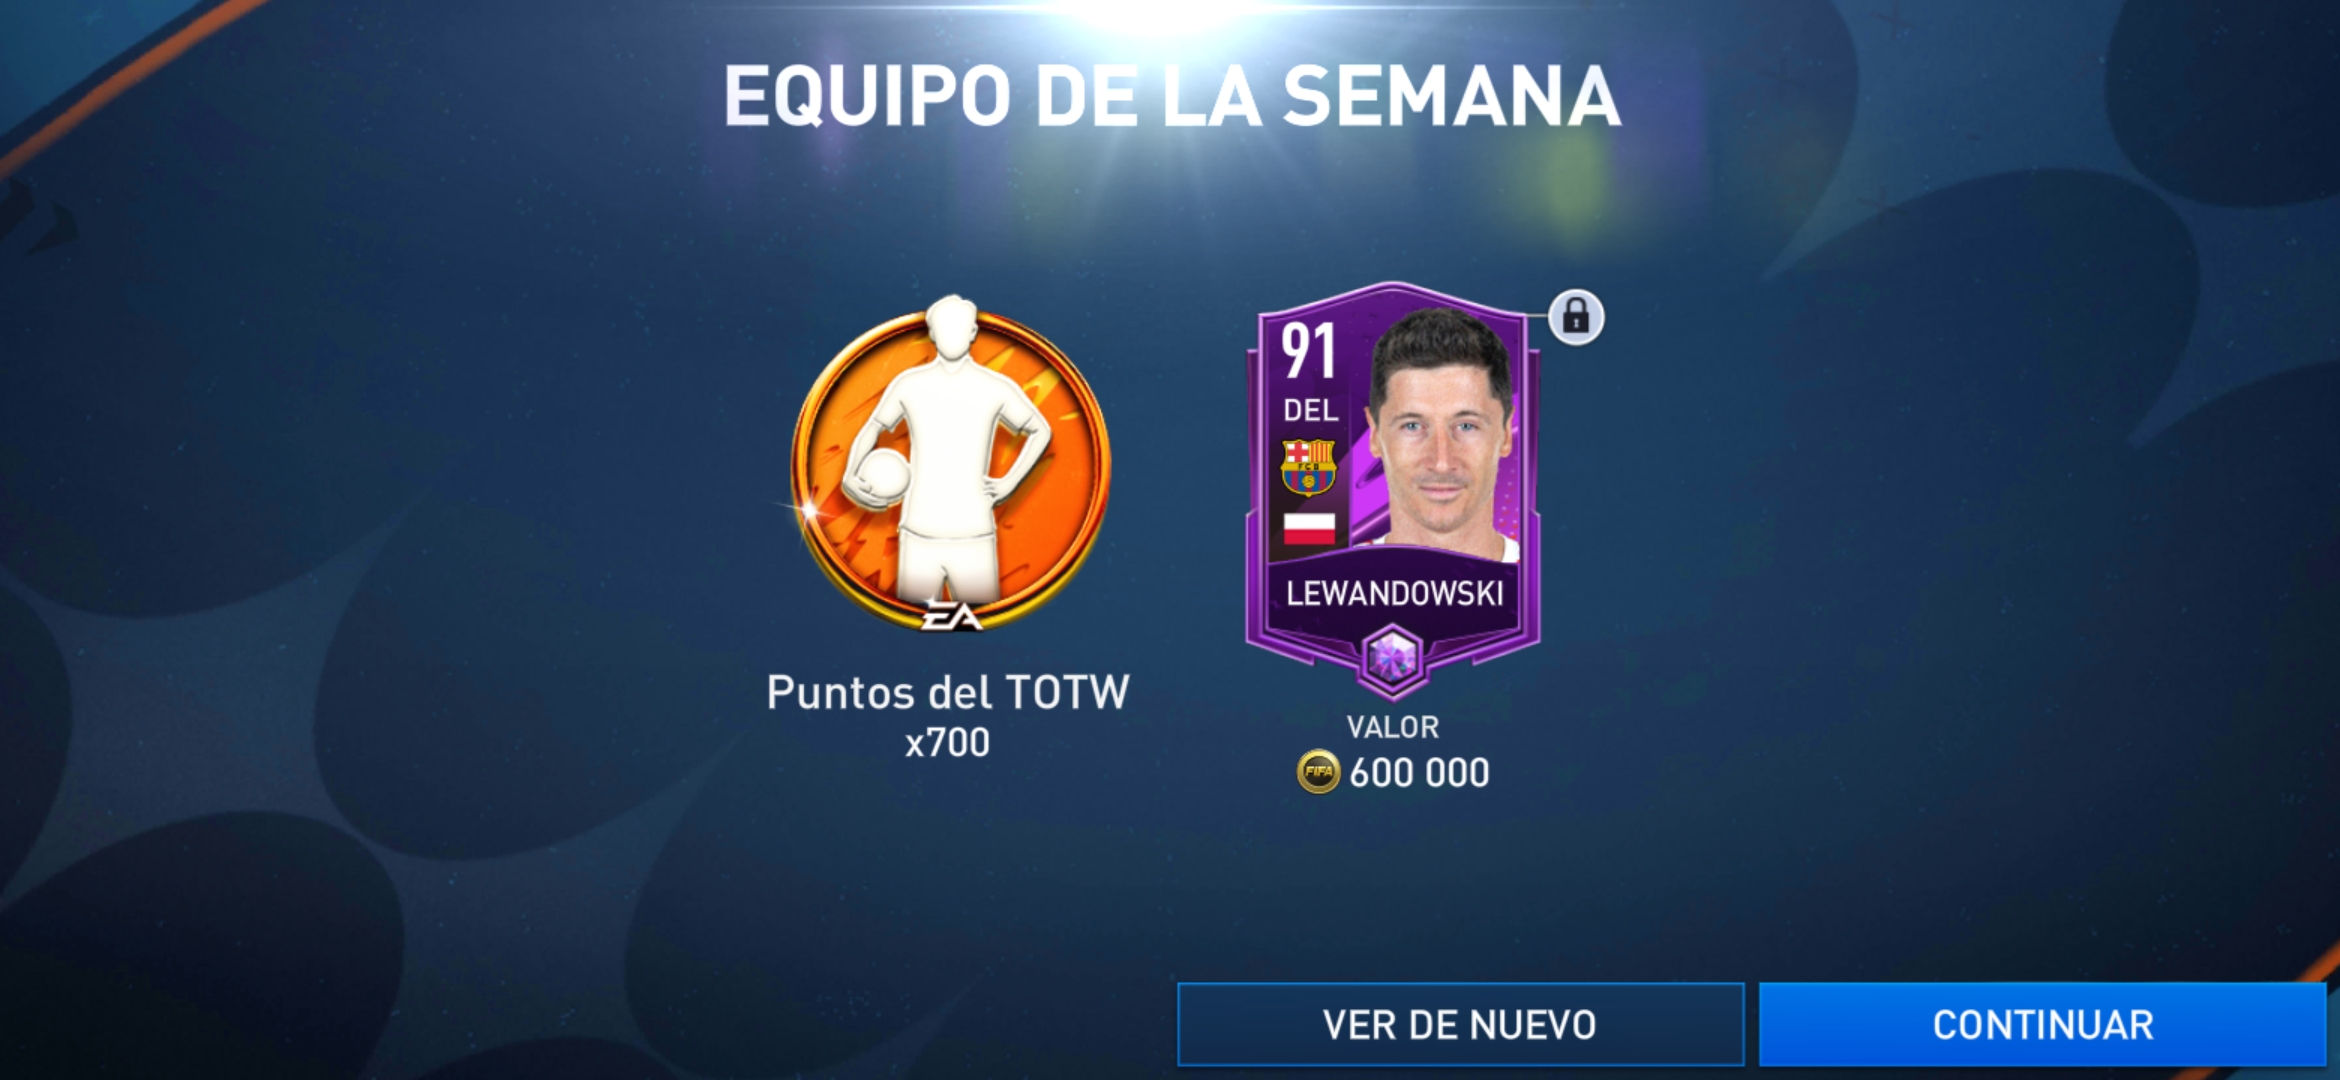 EQUIPO DE LA SEMANA
EA
Puntos del TOTW
x700
91
DEL
FCB
LEWANDOWSKI
VALOR
FIFA 600 000
VER DE NUEVO
CONTINUAR